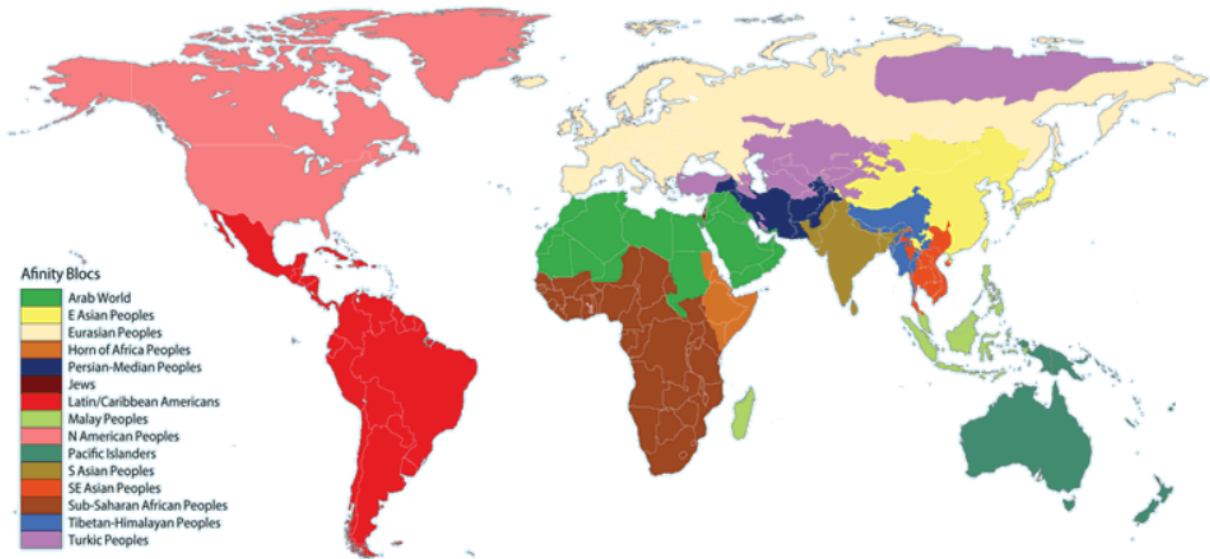 Afinity Blocs
Arab World
E Asian Peoples
Eurasian Peoples
Horn of Africa Peoples
Persian-Median Peoples
Jews
Latin/Caribbean Americans
Malay Peoples
N American Peoples
Pacific Islanders
S Asian Peoples
SE Asian Peoples
Sub-Saharan African Peoples
Tibetan-Himalayan Peoples
Turkic Peoples